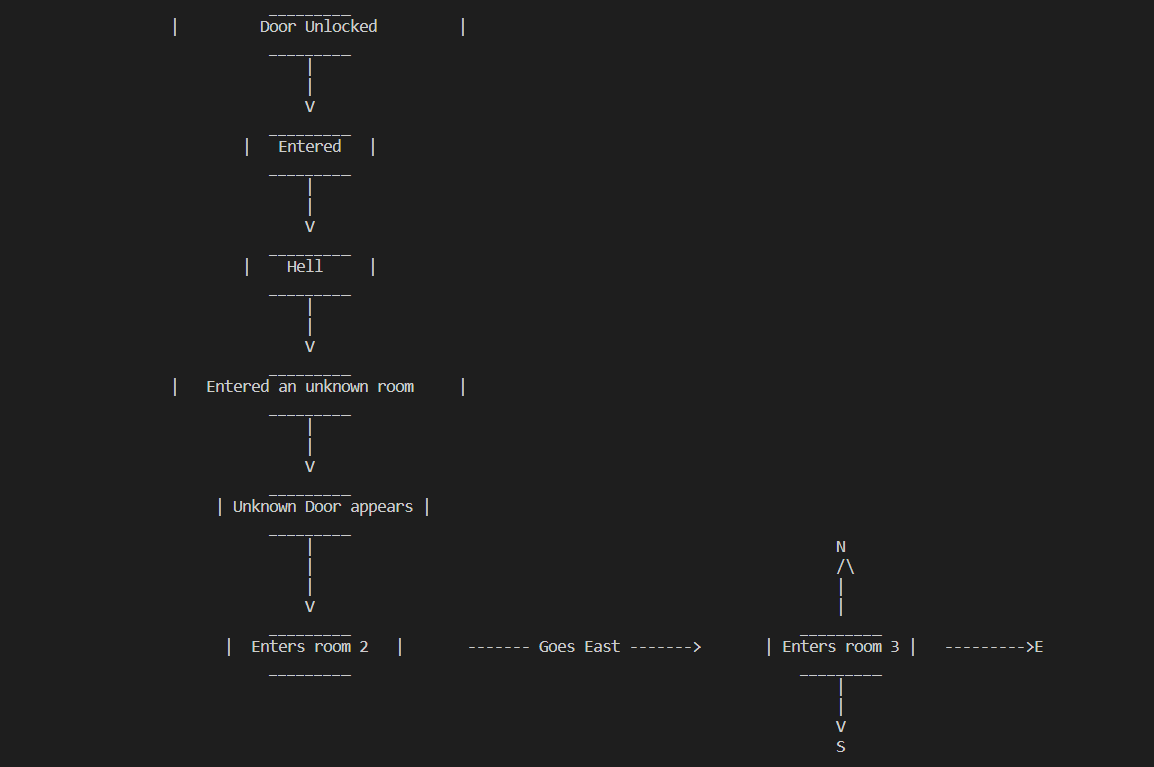 Door Unlocked
Entered
Hell
Entered an unknown room
Unknown Door appears
N
Enters room 2 ------- Goes East -------> Enters room 3 --------->E
S